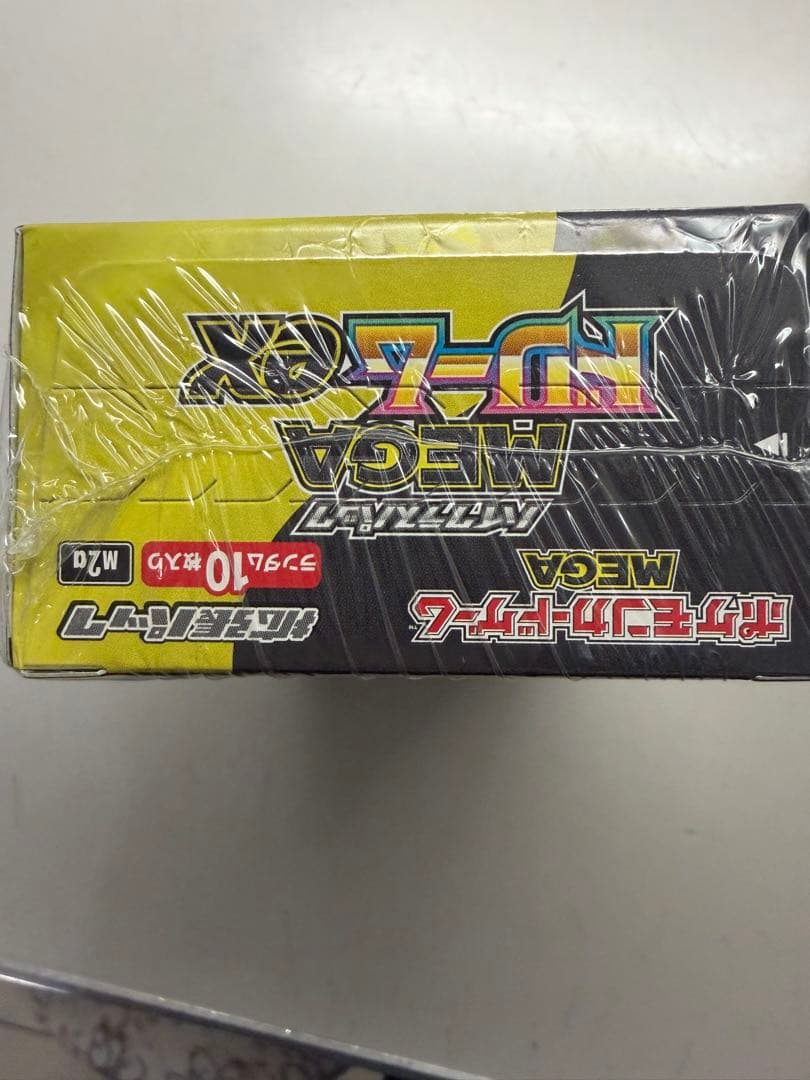 ポケモンカードゲーム™
MEGA
拡張パック
ランダム10枚入り
M2a
ハイクラスパック
MEGA
ドリームex